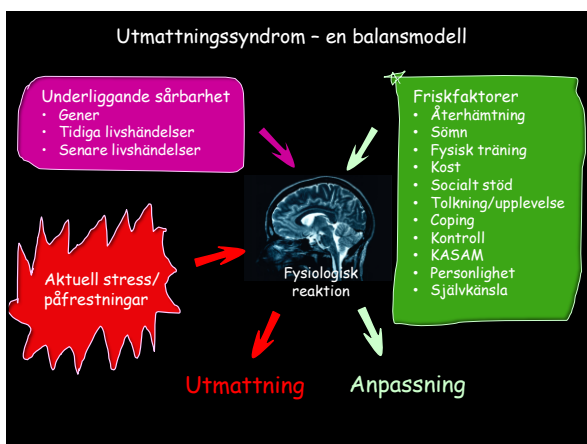 Utmattningssyndrom – en balansmodell
Underliggande sårbarhet
• Gener
• Tidiga livshändelser
• Senare livshändelser
Friskfaktorer
• Återhämtning
• Sömn
• Fysisk träning
• Kost
• Socialt stöd
• Tolkning/upplevelse
• Coping
• Kontroll
• KASAM
• Personlighet
• Självkänsla
Aktuell stress/
påfrestningar
Fysiologisk
reaktion
Utmattning
Anpassning